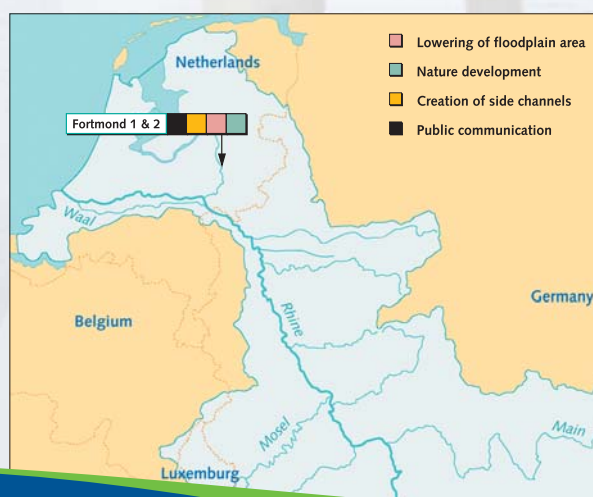 Netherlands
Lowering of floodplain area
Nature development
Creation of side channels
Public communication
Fortmond 1 & 2
Waal
Rhine
Germany
Belgium
Mosel
Main
Luxemburg